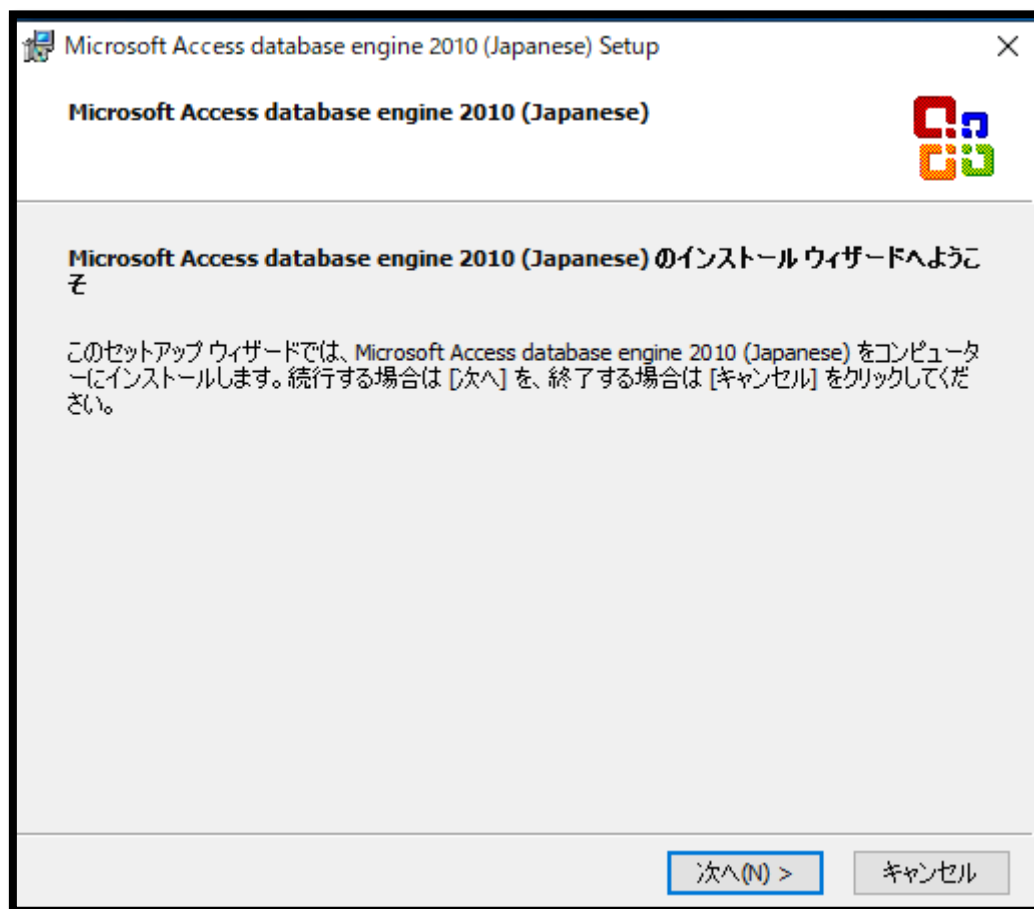 Microsoft Access database engine 2010 (Japanese) Setup
Microsoft Access database engine 2010 (Japanese)
Microsoft Access database engine 2010 (Japanese) のインストール ウィザードへようこ
そ
このセットアップ ウィザードでは、Microsoft Access database engine 2010 (Japanese) をコンピュータ
ーにインストールします。続行する場合は [次へ] を、終了する場合は [キャンセル] をクリックしてくだ
さい。
次へ(N) >
キャンセル